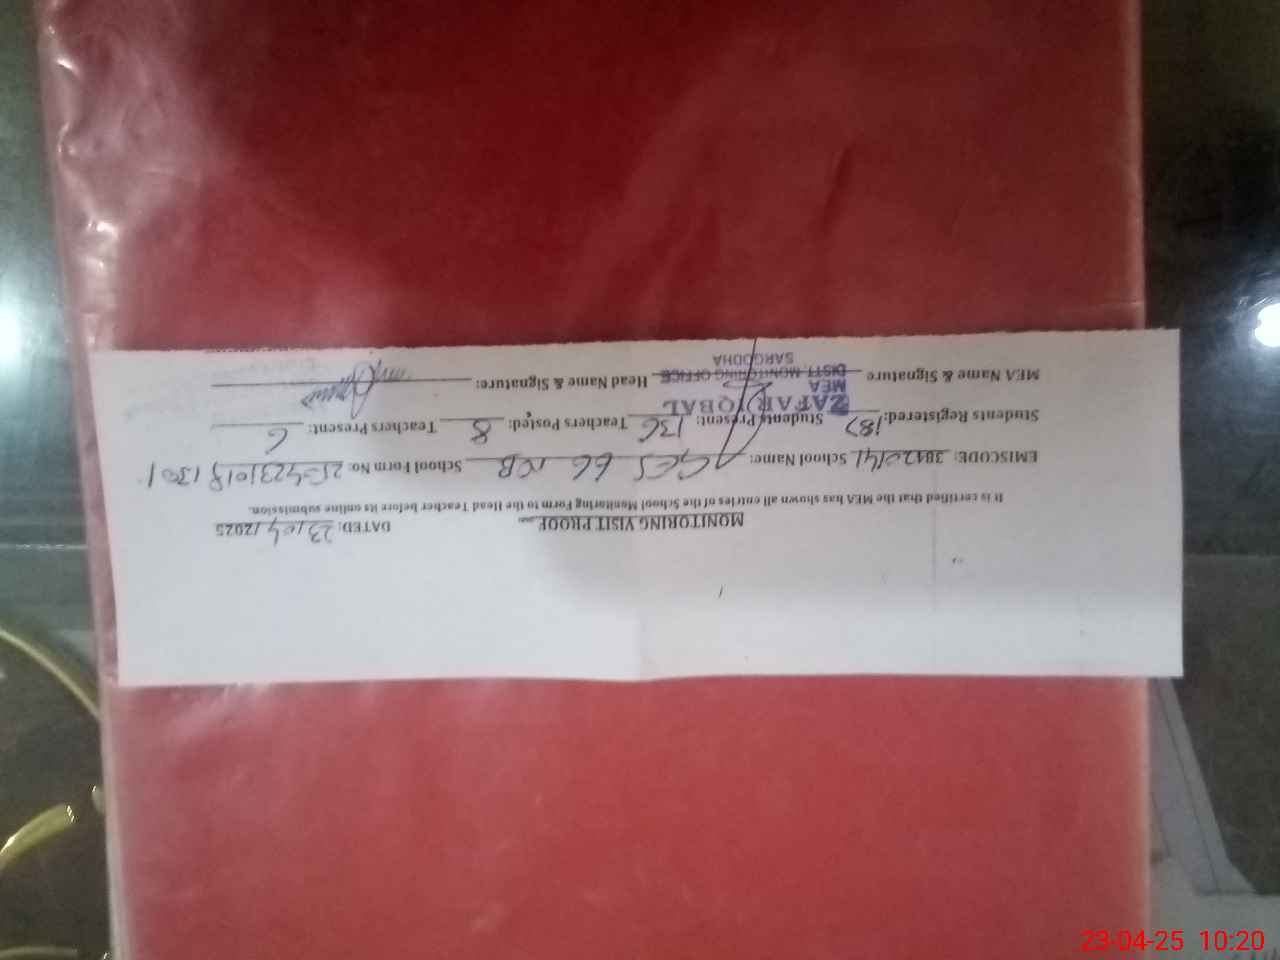 MONITORING VISIT PROOF DATED: 23/04/2025
It is certified that the MEA has shown all entries of the School Monitoring Form to the Head Teacher before its online submission.
EMISCODE: School Name: GES 66 NB School Form No:
Students Registered: 187 Students Present: 136 Teachers Posted: 8 Teachers Present: 6
ZAFAR IQBAL
MEA
MEA Name & Signature Head Name & Signature:
DISTT. MONITORING OFFICE
SARGODHA
23-04-25 10:20